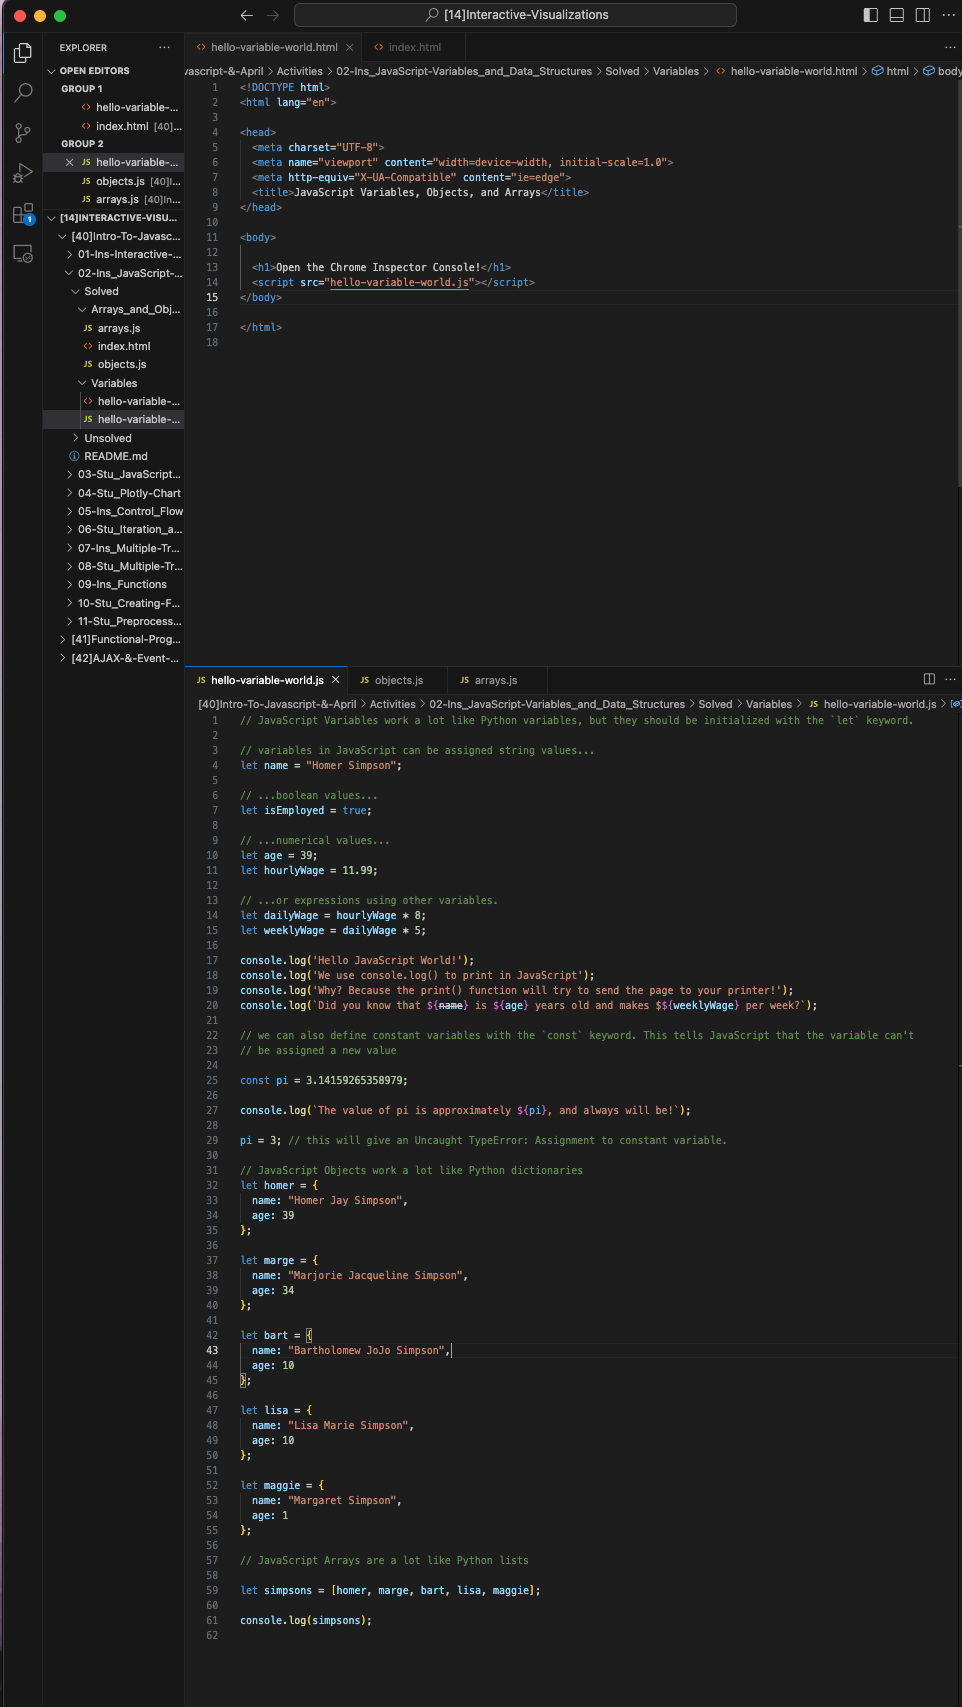 [14]Interactive-Visualizations
EXPLORER
OPEN EDITORS
GROUP 1
hello-variable-...
index.html [40]...
GROUP 2
hello-variable-...
objects.js [40]I...
arrays.js [40]In...
[14]INTERACTIVE-VISU...
[40]Intro-To-Javasc...
01-Ins-Interactive-...
02-Ins_JavaScript-...
Solved
Arrays_and_Obj...
JS arrays.js
index.html
JS objects.js
Variables
hello-variable-...
JS hello-variable-...
Unsolved
README.md
03-Stu_JavaScript...
04-Stu_Plotly-Chart
05-Ins_Control_Flow
06-Stu_Iteration_a...
07-Ins_Multiple-Tr...
08-Stu_Multiple-Tr...
09-Ins_Functions
10-Stu_Creating-F...
11-Stu_Preprocess...
[41]Functional-Prog...
[42]AJAX-&-Event-...
1
hello-variable-world.html index.html
vascript-&-April > Activities > 02-Ins_JavaScript-Variables_and_Data_Structures > Solved > Variables > hello-variable-world.html > html > body
1 <!DOCTYPE html>
2 <html lang="en">
3
4 <head>
5 <meta charset="UTF-8">
6 <meta name="viewport" content="width=device-width, initial-scale=1.0">
7 <meta http-equiv="X-UA-Compatible" content="ie=edge">
8 <title>JavaScript Variables, Objects, and Arrays</title>
9 </head>
10
11 <body>
12
13 <h1>Open the Chrome Inspector Console!</h1>
14 <script src="hello-variable-world.js"></script>
15 </body>
16
17 </html>
18
JS hello-variable-world.js JS objects.js JS arrays.js
[40]Intro-To-Javascript-&-April > Activities > 02-Ins_JavaScript-Variables_and_Data_Structures > Solved > Variables > JS hello-variable-world.js >
1 // JavaScript Variables work a lot like Python variables, but they should be initialized with the `let` keyword.
2
3 // variables in JavaScript can be assigned string values...
4 let name = "Homer Simpson";
5
6 // ...boolean values...
7 let isEmployed = true;
8
9 // ...numerical values...
10 let age = 39;
11 let hourlyWage = 11.99;
12
13 // ...or expressions using other variables.
14 let dailyWage = hourlyWage * 8;
15 let weeklyWage = dailyWage * 5;
16
17 console.log('Hello JavaScript World!');
18 console.log('We use console.log() to print in JavaScript');
19 console.log('Why? Because the print() function will try to send the page to your printer!');
20 console.log(`Did you know that ${name} is ${age} years old and makes $${weeklyWage} per week?`);
21
22 // we can also define constant variables with the `const` keyword. This tells JavaScript that the variable can't
23 // be assigned a new value
24
25 const pi = 3.14159265358979;
26
27 console.log(`The value of pi is approximately ${pi}, and always will be!`);
28
29 pi = 3; // this will give an Uncaught TypeError: Assignment to constant variable.
30
31 // JavaScript Objects work a lot like Python dictionaries
32 let homer = {
33 name: "Homer Jay Simpson",
34 age: 39
35 };
36
37 let marge = {
38 name: "Marjorie Jacqueline Simpson",
39 age: 34
40 };
41
42 let bart = {
43 name: "Bartholomew JoJo Simpson",
44 age: 10
45 };
46
47 let lisa = {
48 name: "Lisa Marie Simpson",
49 age: 10
50 };
51
52 let maggie = {
53 name: "Margaret Simpson",
54 age: 1
55 };
56
57 // JavaScript Arrays are a lot like Python lists
58
59 let simpsons = [homer, marge, bart, lisa, maggie];
60
61 console.log(simpsons);
62